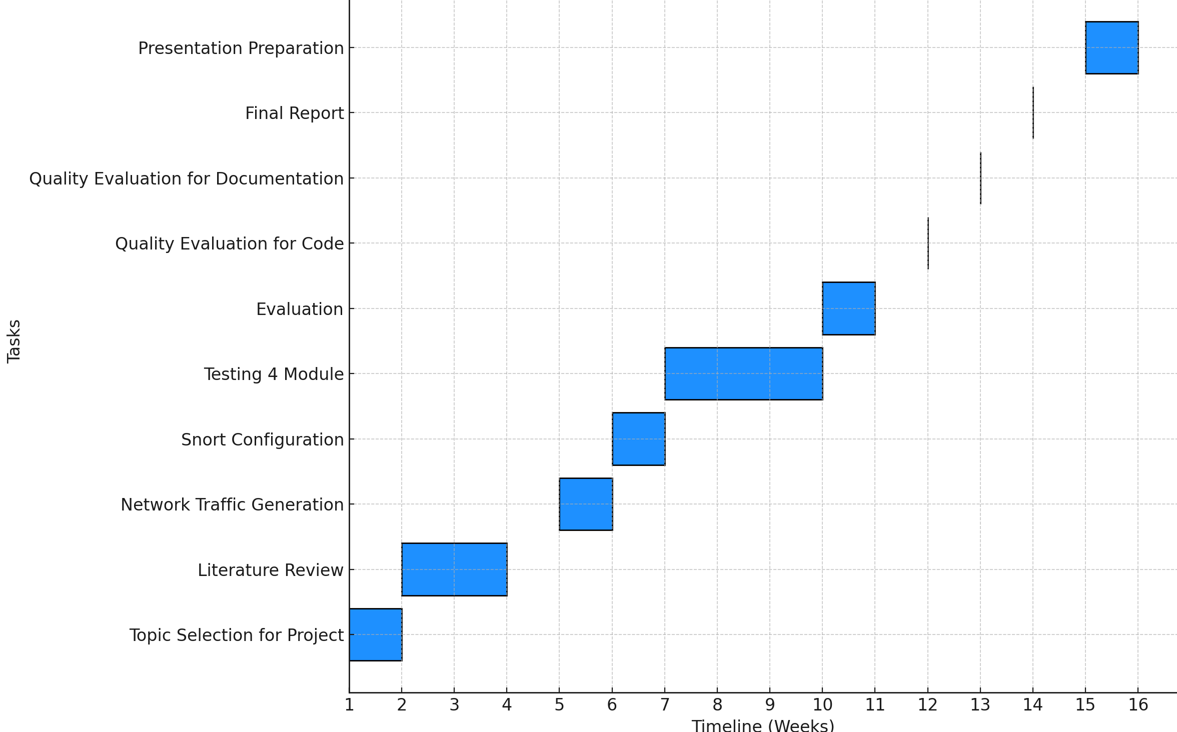 Presentation Preparation
Final Report
Quality Evaluation for Documentation
Quality Evaluation for Code
Evaluation
Testing 4 Module
Snort Configuration
Network Traffic Generation
Literature Review
Topic Selection for Project
Tasks
1 2 3 4 5 6 7 8 9 10 11 12 13 14 15 16
Timeline (Weeks)